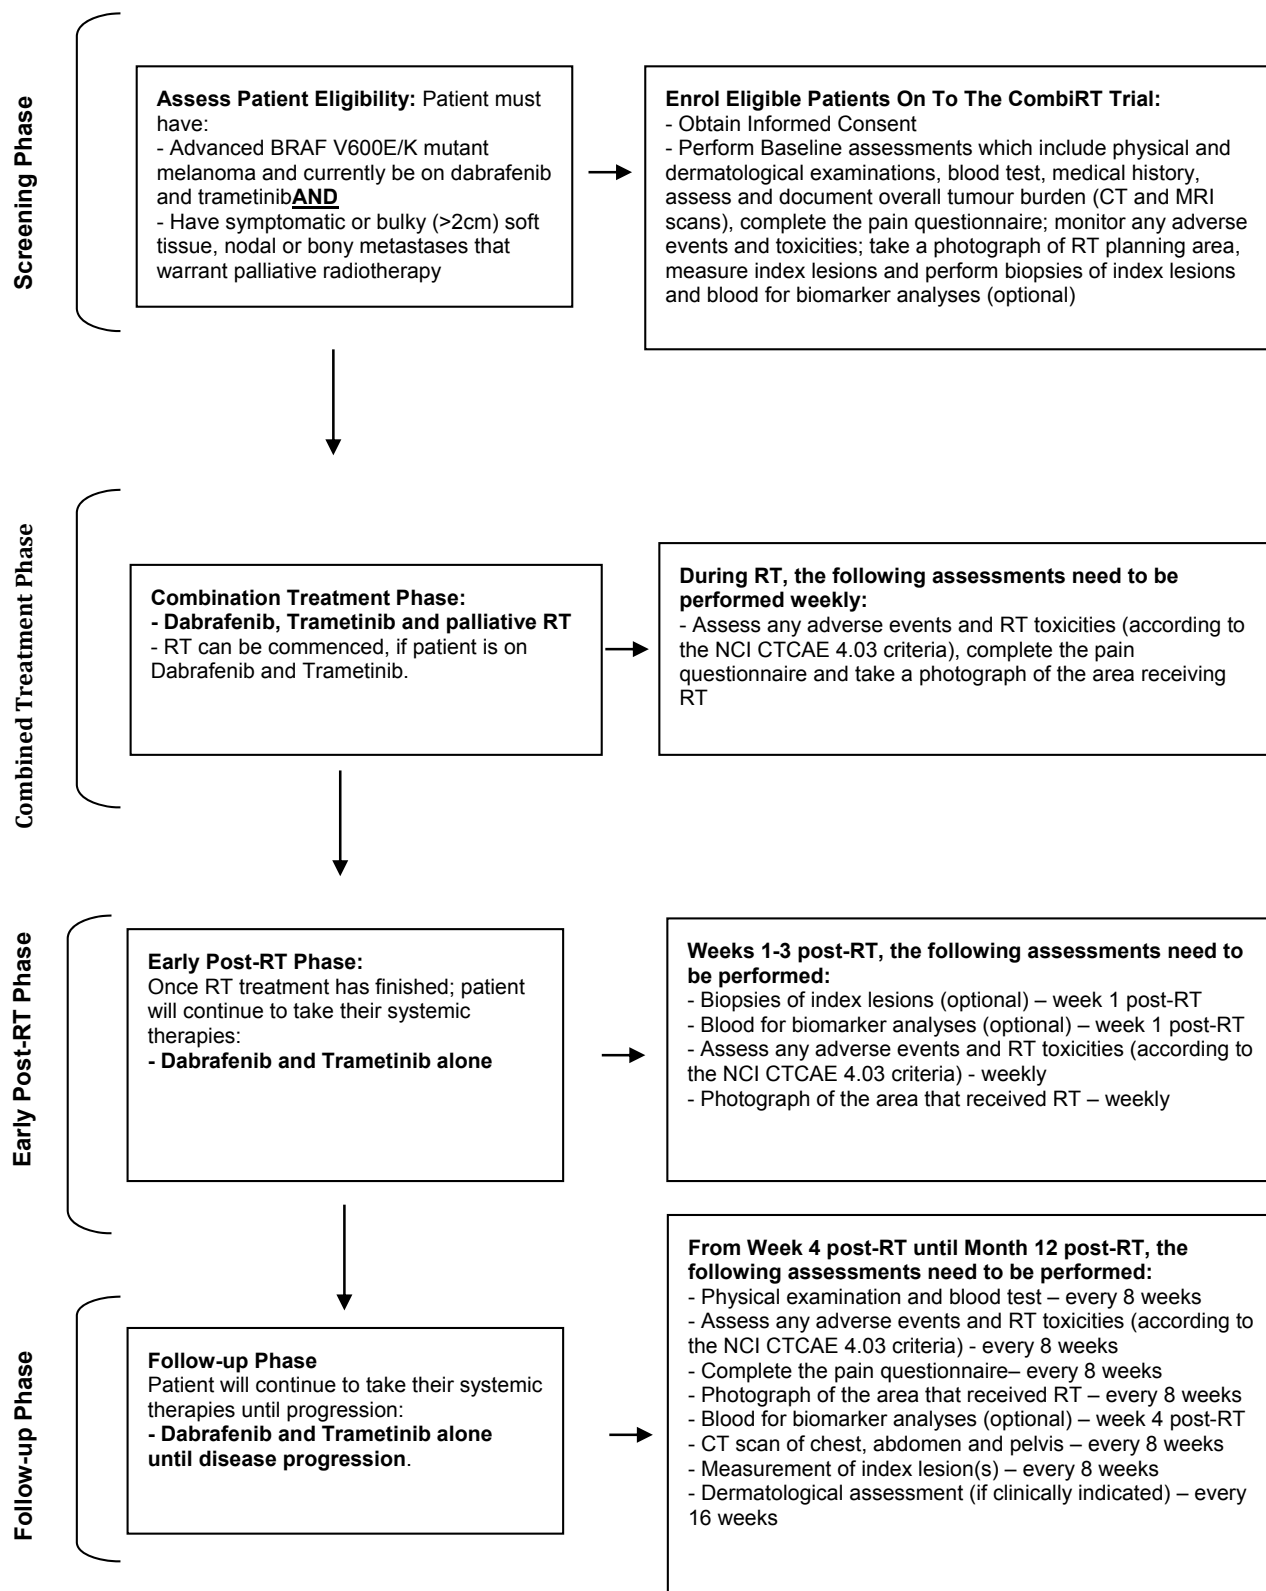 Screening Phase
Assess Patient Eligibility: Patient must
have:
- Advanced BRAF V600E/K mutant
melanoma and currently be on dabrafenib
and trametinibAND
- Have symptomatic or bulky (>2cm) soft
tissue, nodal or bony metastases that
warrant palliative radiotherapy
Enrol Eligible Patients On To The CombiRT Trial:
- Obtain Informed Consent
- Perform Baseline assessments which include physical and
dermatological examinations, blood test, medical history,
assess and document overall tumour burden (CT and MRI
scans), complete the pain questionnaire; monitor any adverse
events and toxicities; take a photograph of RT planning area,
measure index lesions and perform biopsies of index lesions
and blood for biomarker analyses (optional)
Combined Treatment Phase
Combination Treatment Phase:
- Dabrafenib, Trametinib and palliative RT
- RT can be commenced, if patient is on
Dabrafenib and Trametinib.
During RT, the following assessments need to be
performed weekly:
- Assess any adverse events and RT toxicities (according to
the NCI CTCAE 4.03 criteria), complete the pain
questionnaire and take a photograph of the area receiving
RT
Early Post-RT Phase
Early Post-RT Phase:
Once RT treatment has finished; patient
will continue to take their systemic
therapies:
- Dabrafenib and Trametinib alone
Weeks 1-3 post-RT, the following assessments need to
be performed:
- Biopsies of index lesions (optional) – week 1 post-RT
- Blood for biomarker analyses (optional) – week 1 post-RT
- Assess any adverse events and RT toxicities (according to
the NCI CTCAE 4.03 criteria) - weekly
- Photograph of the area that received RT – weekly
Follow-up Phase
Follow-up Phase
Patient will continue to take their systemic
therapies until progression:
- Dabrafenib and Trametinib alone
until disease progression.
From Week 4 post-RT until Month 12 post-RT, the
following assessments need to be performed:
- Physical examination and blood test – every 8 weeks
- Assess any adverse events and RT toxicities (according to
the NCI CTCAE 4.03 criteria) - every 8 weeks
- Complete the pain questionnaire– every 8 weeks
- Photograph of the area that received RT – every 8 weeks
- Blood for biomarker analyses (optional) – week 4 post-RT
- CT scan of chest, abdomen and pelvis – every 8 weeks
- Measurement of index lesion(s) – every 8 weeks
- Dermatological assessment (if clinically indicated) – every
16 weeks